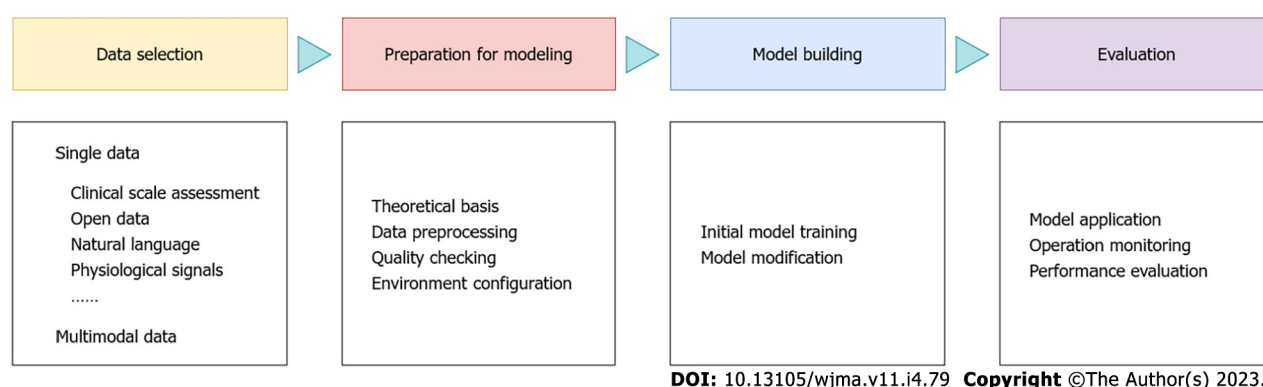 Data selection
Preparation for modeling
Model building
Evaluation
Single data
Clinical scale assessment
Open data
Natural language
Physiological signals
......
Multimodal data
Theoretical basis
Data preprocessing
Quality checking
Environment configuration
Initial model training
Model modification
Model application
Operation monitoring
Performance evaluation
DOI: 10.13105/wjma.v11.i4.79 Copyright ©The Author(s) 2023.